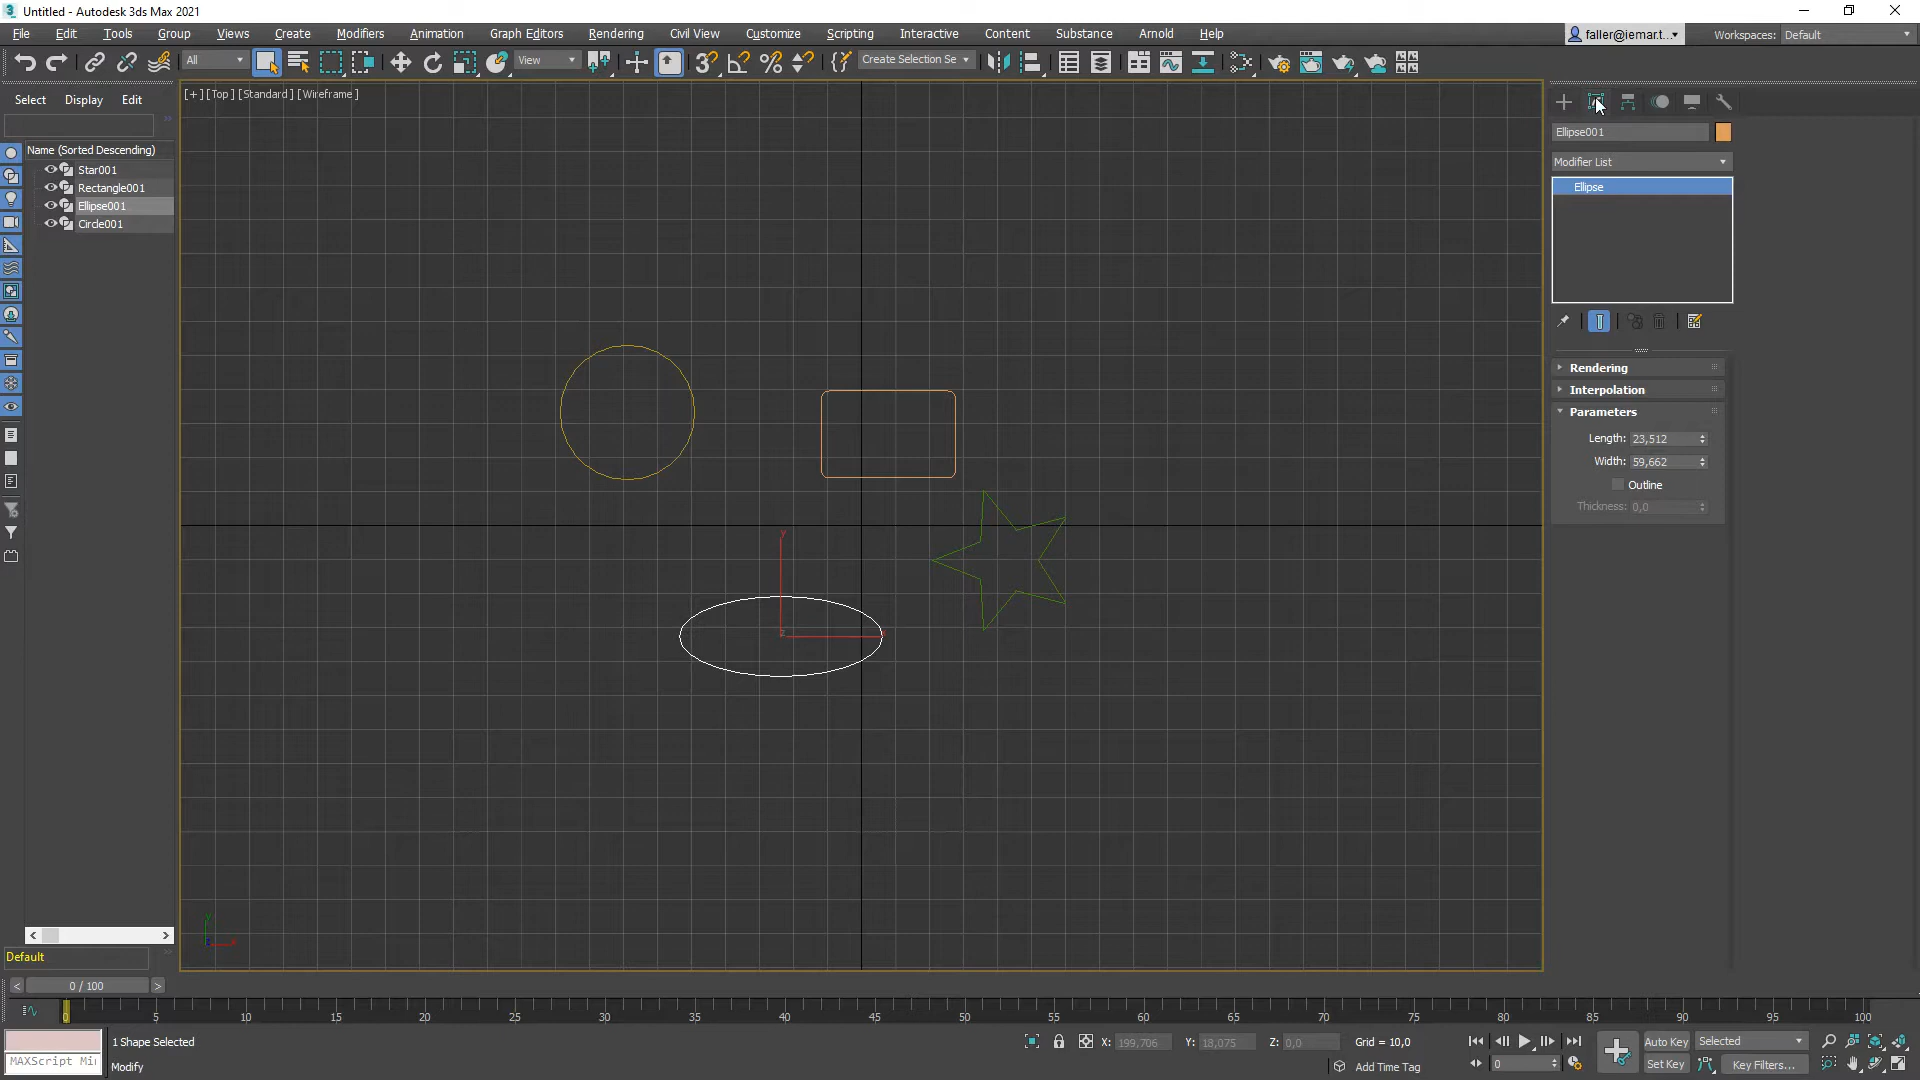 Untitled - Autodesk 3ds Max 2021
File Edit Tools Group Views Create Modifiers Animation Graph Editors Rendering Civil View Customize Scripting Interactive Content Substance Arnold Help
faller@iemar.t... Workspaces: Default
All View Create Selection Se
Select Display Edit
[+] [Top] [Standard] [Wireframe]
Name (Sorted Descending)
Star001
Rectangle001
Ellipse001
Circle001
Ellipse001
Modifier List
Ellipse
Rendering
Interpolation
Parameters
Length: 23,512
Width: 59,662
Outline
Thickness: 0,0
y
z x
y
x
Default
0 / 100
0 5 10 15 20 25 30 35 40 45 50 55 60 65 70 75 80 85 90 95 100
1 Shape Selected X: 199,706 Y: 18,075 Z: 0,0 Grid = 10,0 Auto Key Selected
MAXScript Mi Modify Add Time Tag 0 Set Key Key Filters...